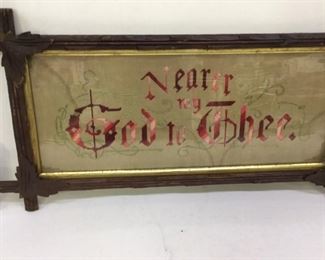 Nearer
my
God to Thee.